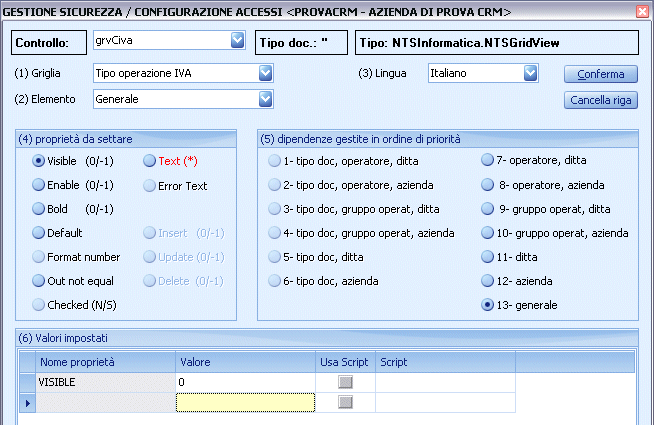 GESTIONE SICUREZZA / CONFIGURAZIONE ACCESSI <PROVACRM - AZIENDA DI PROVA CRM>
Controllo: grvCiva Tipo doc.: '' Tipo: NTSInformatica.NTSGridView
(1) Griglia Tipo operazione IVA (3) Lingua Italiano Conferma
(2) Elemento Generale Cancella riga
(4) proprietà da settare
Visible (0/-1) Text (*)
Enable (0/-1) Error Text
Bold (0/-1)
Default Insert (0/-1)
Format number Update (0/-1)
Out not equal Delete (0/-1)
Checked (N/S)
(5) dipendenze gestite in ordine di priorità
1- tipo doc, operatore, ditta 7- operatore, ditta
2- tipo doc, operatore, azienda 8- operatore, azienda
3- tipo doc, gruppo operat, ditta 9- gruppo operat, ditta
4- tipo doc, gruppo operat, azienda 10- gruppo operat, azienda
5- tipo doc, ditta 11- ditta
6- tipo doc, azienda 12- azienda
13- generale
(6) Valori impostati
Nome proprietà Valore Usa Script Script
VISIBLE 0